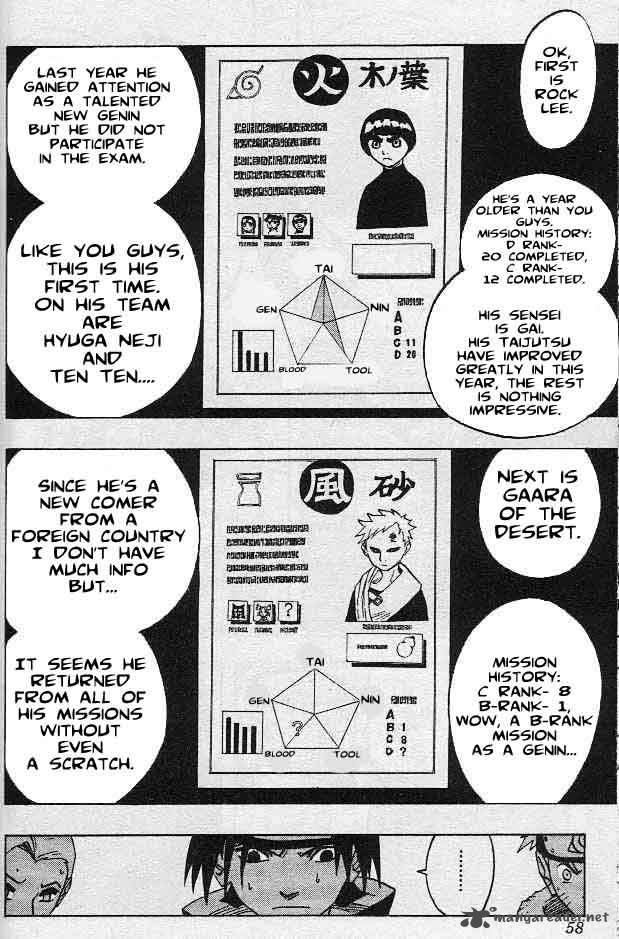 OK,
FIRST
IS
ROCK
LEE.
HE'S A YEAR
OLDER THAN YOU
GUYS.
MISSION HISTORY:
D RANK-
20 COMPLETED,
C RANK-
12 COMPLETED.
HIS SENSEI
IS GAI.
HIS TAIJUTSU
HAVE IMPROVED
GREATLY IN THIS
YEAR, THE REST
IS NOTHING
IMPRESSIVE.
火 木ノ葉
TAI
GEN
NIN
BLOOD
TOOL
A
B
C 11
D 20
LAST YEAR HE
GAINED ATTENTION
AS A TALENTED
NEW GENIN
BUT HE DID NOT
PARTICIPATE
IN THE EXAM.
LIKE YOU GUYS,
THIS IS HIS
FIRST TIME.
ON HIS TEAM
ARE
HYUGA NEJI
AND
TEN TEN....
NEXT IS
GAARA
OF THE
DESERT.
MISSION
HISTORY:
C RANK- 8
B-RANK- 1,
WOW, A B-RANK
MISSION
AS A GENIN...
風 砂
?
TAI
GEN
NIN
?
BLOOD
TOOL
A
B 1
C 8
D ?
SINCE HE'S A
NEW COMER
FROM A
FOREIGN COUNTRY
I DON'T HAVE
MUCH INFO
BUT...
IT SEEMS HE
RETURNED
FROM ALL OF
HIS MISSIONS
WITHOUT
EVEN
A SCRATCH.
.........
58
mangareader.net